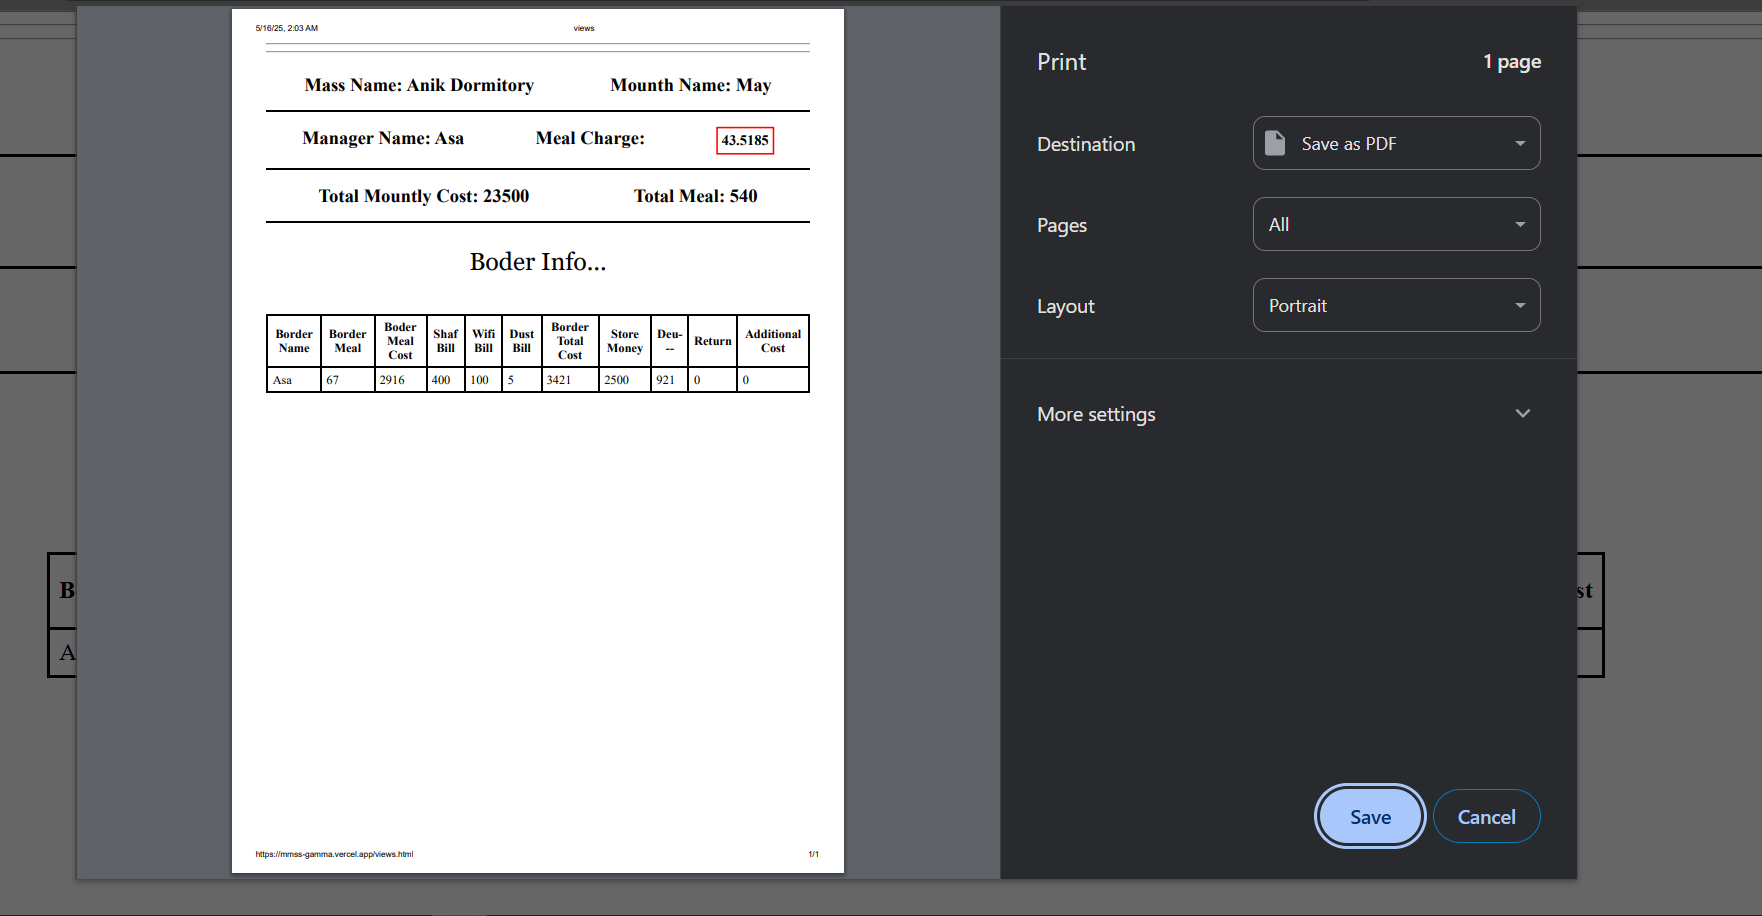 5/16/25, 2:03 AM views
Mass Name: Anik Dormitory Mounth Name: May
Manager Name: Asa Meal Charge: 43.5185
Total Mountly Cost: 23500 Total Meal: 540
Boder Info...
Border Name Border Meal Boder Meal Cost Shaf Bill Wifi Bill Dust Bill Border Total Cost Store Money Deu--- Return Additional Cost
Asa 67 2916 400 100 5 3421 2500 921 0 0
https://mmss-gamma.vercel.app/views.html 1/1
Print 1 page
Destination Save as PDF
Pages All
Layout Portrait
More settings
Save Cancel
B st
A